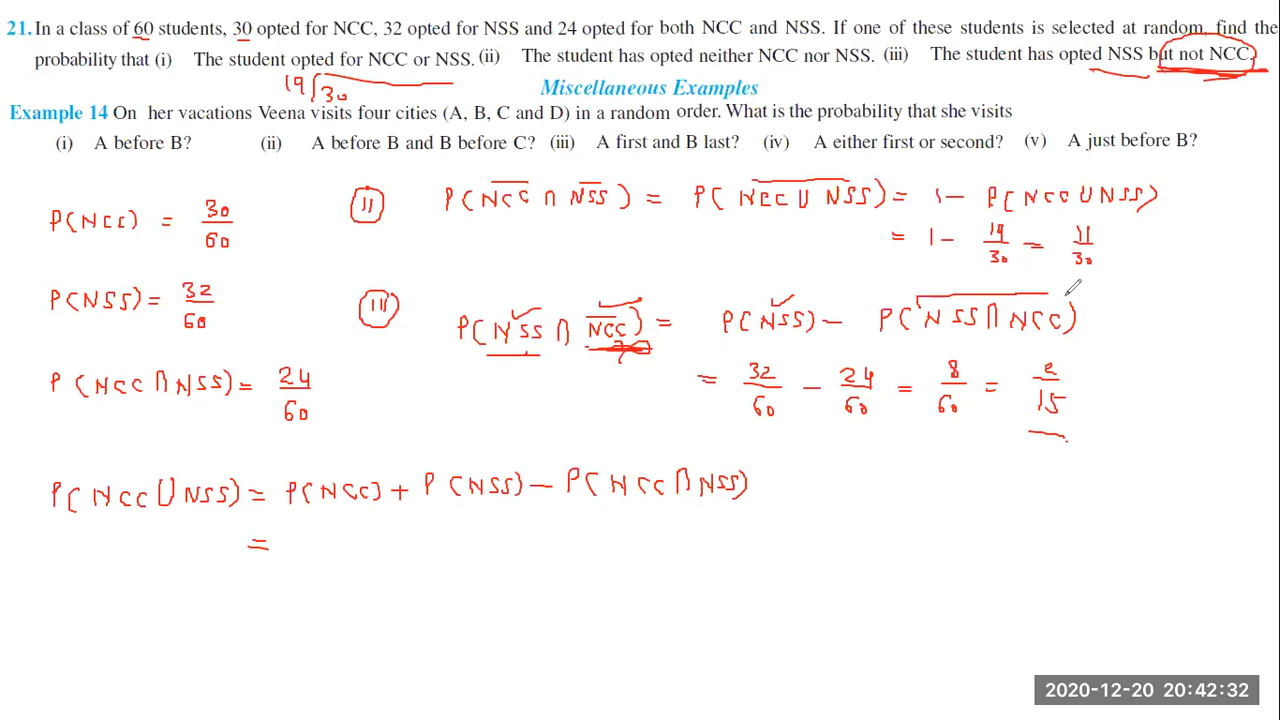 21. In a class of 60 students, 30 opted for NCC, 32 opted for NSS and 24 opted for both NCC and NSS. If one of these students is selected at random, find the
probability that (i) The student opted for NCC or NSS. (ii) The student has opted neither NCC nor NSS. (iii) The student has opted NSS but not NCC.
19/30
Miscellaneous Examples
Example 14 On her vacations Veena visits four cities (A, B, C and D) in a random order. What is the probability that she visits
(i) A before B? (ii) A before B and B before C? (iii) A first and B last? (iv) A either first or second? (v) A just before B?
P(NCC) = 30/60
(II) P(N̅C̅C̅ ∩ N̅S̅S̅) = P(N̅C̅C̅ ̅U̅ ̅N̅S̅S̅) = 1 - P(NCC U NSS)
= 1 - 19/30 = 11/30
P(NSS) = 32/60
(III) P(NSS ∩ N̅C̅C̅) = P(NSS) - P(NSS ∩ NCC)
= 32/60 - 24/60 = 8/60 = 2/15
P(NCC ∩ NSS) = 24/60
P(NCC U NSS) = P(NCC) + P(NSS) - P(NCC ∩ NSS)
=
2020-12-20 20:42:32